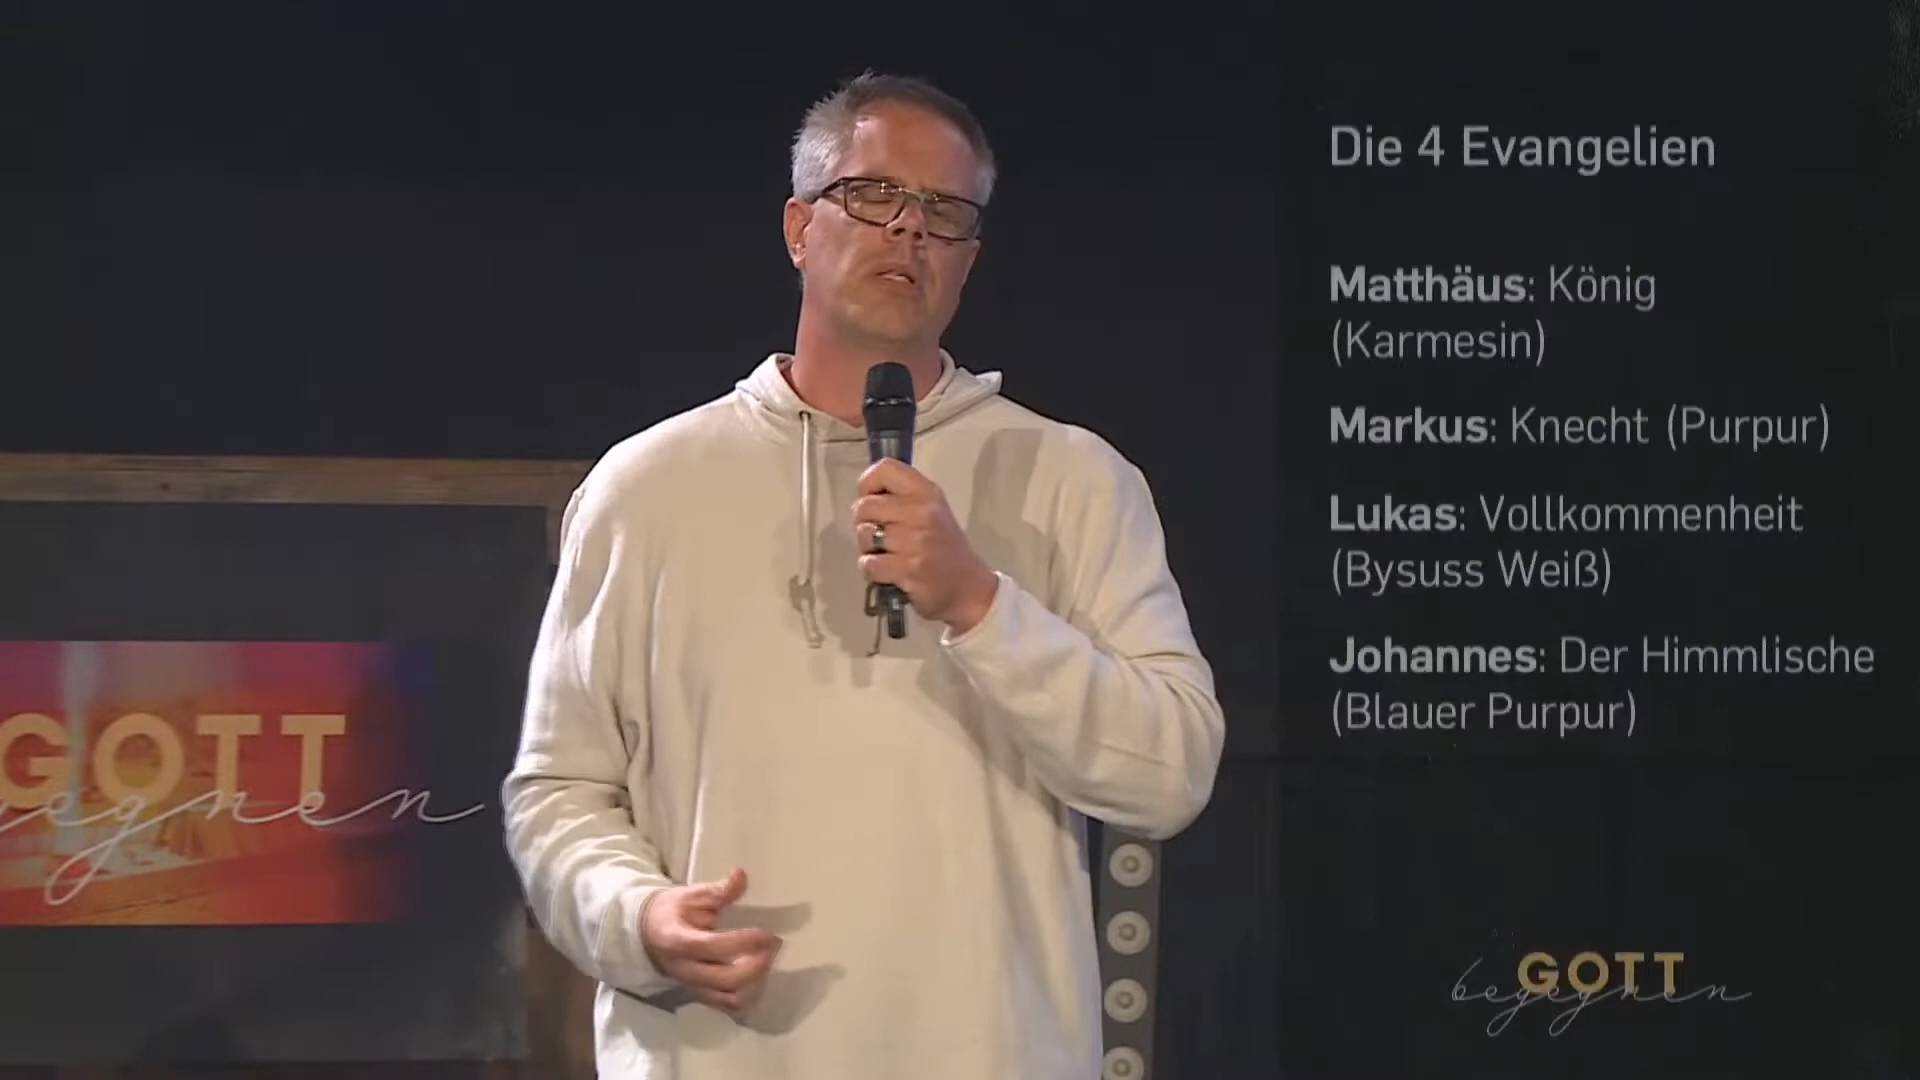 Die 4 Evangelien
Matthäus: König
(Karmesin)
Markus: Knecht (Purpur)
Lukas: Vollkommenheit
(Bysuss Weiß)
Johannes: Der Himmlische
(Blauer Purpur)
GOTT
begegnen
GOTT
begegnen